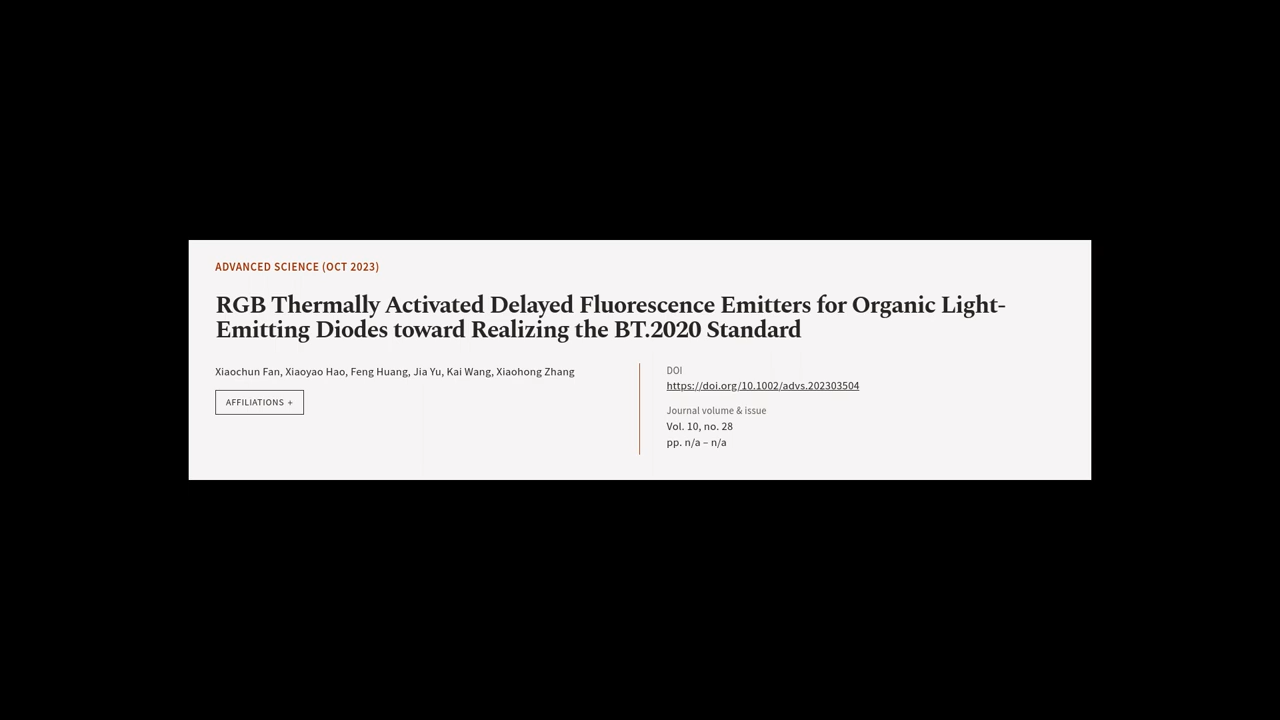 ADVANCED SCIENCE (OCT 2023)
RGB Thermally Activated Delayed Fluorescence Emitters for Organic Light-
Emitting Diodes toward Realizing the BT.2020 Standard
Xiaochun Fan, Xiaoyao Hao, Feng Huang, Jia Yu, Kai Wang, Xiaohong Zhang
AFFILIATIONS +
DOI
https://doi.org/10.1002/advs.202303504
Journal volume & issue
Vol. 10, no. 28
pp. n/a – n/a